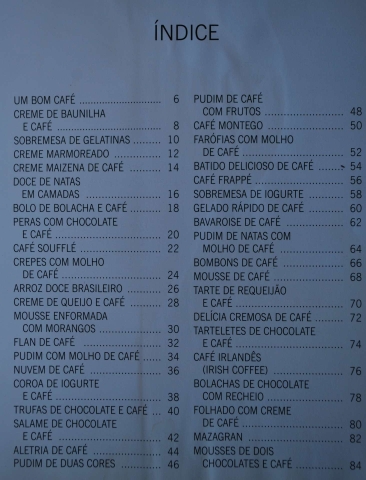 ÍNDICE
UM BOM CAFÉ ............................ 6
CREME DE BAUNILHA
E CAFÉ ................................ 8
SOBREMESA DE GELATINAS ......... 10
CREME MARMOREADO ................ 12
CREME MAIZENA DE CAFÉ ........... 14
DOCE DE NATAS
EM CAMADAS ........................ 16
BOLO DE BOLACHA E CAFÉ .......... 18
PERAS COM CHOCOLATE
E CAFÉ ................................ 20
CAFÉ SOUFFLÉ ......................... 22
CREPES COM MOLHO
DE CAFÉ .............................. 24
ARROZ DOCE BRASILEIRO ........... 26
CREME DE QUEIJO E CAFÉ ........... 28
MOUSSE ENFORMADA
COM MORANGOS ................... 30
FLAN DE CAFÉ ......................... 32
PUDIM COM MOLHO DE CAFÉ ...... 34
NUVEM DE CAFÉ ....................... 36
COROA DE IOGURTE
E CAFÉ ................................ 38
TRUFAS DE CHOCOLATE E CAFÉ ... 40
SALAME DE CHOCOLATE
E CAFÉ ................................ 42
ALETRIA DE CAFÉ ...................... 44
PUDIM DE DUAS CORES .............. 46
PUDIM DE CAFÉ
COM FRUTOS ........................ 48
CAFÉ MONTEGO ........................ 50
FARÓFIAS COM MOLHO
DE CAFÉ .............................. 52
BATIDO DELICIOSO DE CAFÉ ........ 54
CAFÉ FRAPPÉ .......................... 56
SOBREMESA DE IOGURTE ............ 58
GELADO RÁPIDO DE CAFÉ ........... 60
BAVAROISE DE CAFÉ .................. 62
PUDIM DE NATAS COM
MOLHO DE CAFÉ ................... 64
BOMBONS DE CAFÉ .................... 66
MOUSSE DE CAFÉ ...................... 68
TARTE DE REQUEIJÃO
E CAFÉ ................................ 70
DELÍCIA CREMOSA DE CAFÉ ......... 72
TARTELETES DE CHOCOLATE
E CAFÉ ................................ 74
CAFÉ IRLANDÊS
(IRISH COFFEE) ...................... 76
BOLACHAS DE CHOCOLATE
COM RECHEIO ....................... 78
FOLHADO COM CREME
DE CAFÉ .............................. 80
MAZAGRAN ............................. 82
MOUSSES DE DOIS
CHOCOLATES E CAFÉ ............... 84